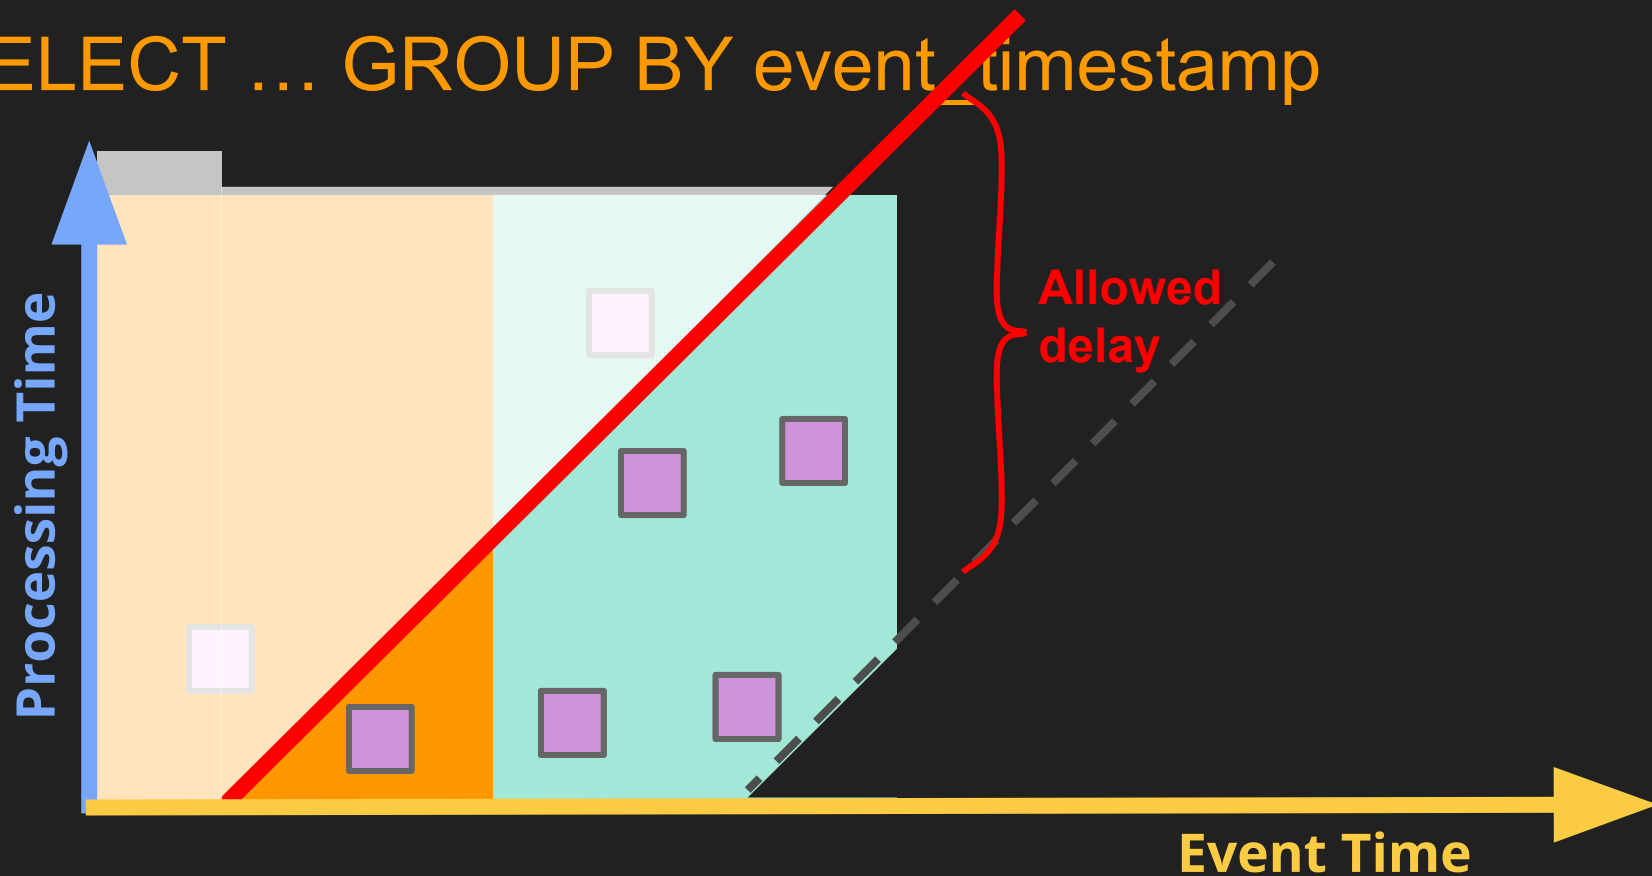 ELECT … GROUP BY event_timestamp
Allowed
delay
Processing Time
Event Time